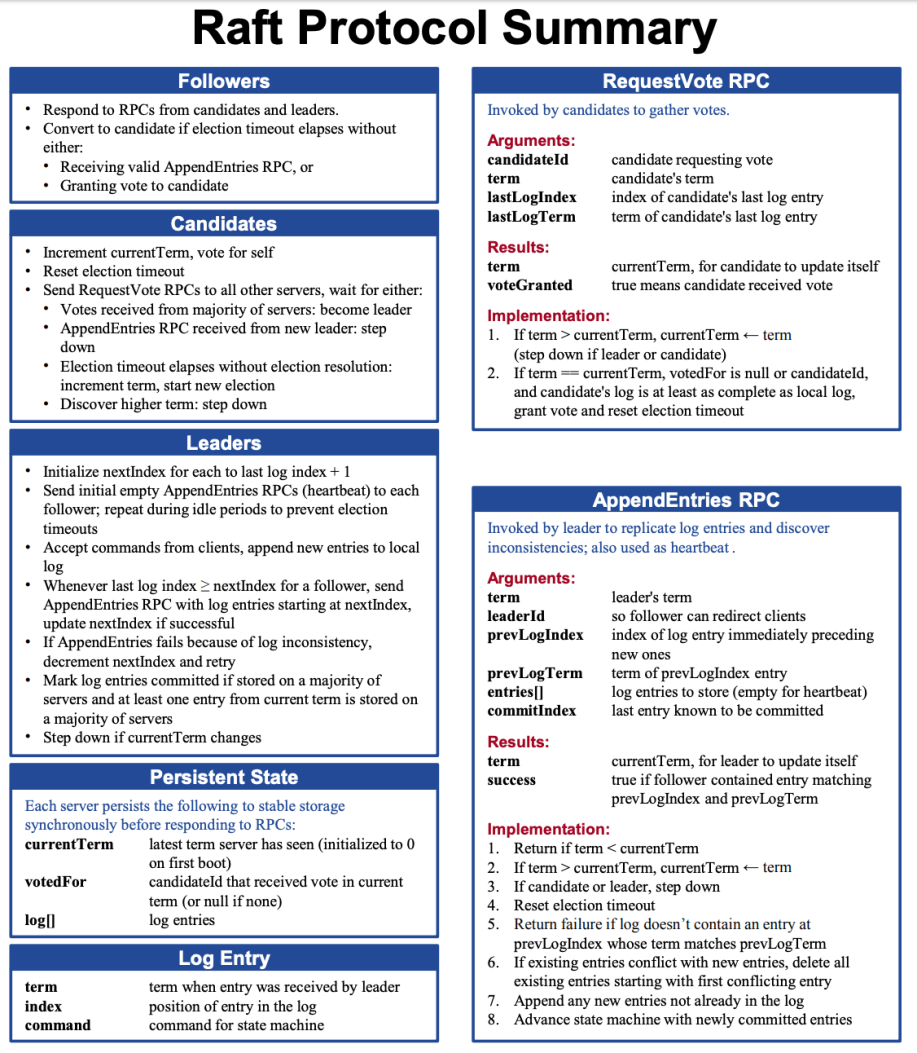 Raft Protocol Summary
Followers
• Respond to RPCs from candidates and leaders.
• Convert to candidate if election timeout elapses without
either:
• Receiving valid AppendEntries RPC, or
• Granting vote to candidate
Candidates
• Increment currentTerm, vote for self
• Reset election timeout
• Send RequestVote RPCs to all other servers, wait for either:
• Votes received from majority of servers: become leader
• AppendEntries RPC received from new leader: step
down
• Election timeout elapses without election resolution:
increment term, start new election
• Discover higher term: step down
Leaders
• Initialize nextIndex for each to last log index + 1
• Send initial empty AppendEntries RPCs (heartbeat) to each
follower; repeat during idle periods to prevent election
timeouts
• Accept commands from clients, append new entries to local
log
• Whenever last log index ≥ nextIndex for a follower, send
AppendEntries RPC with log entries starting at nextIndex,
update nextIndex if successful
• If AppendEntries fails because of log inconsistency,
decrement nextIndex and retry
• Mark log entries committed if stored on a majority of
servers and at least one entry from current term is stored on
a majority of servers
• Step down if currentTerm changes
Persistent State
Each server persists the following to stable storage
synchronously before responding to RPCs:
currentTerm latest term server has seen (initialized to 0
on first boot)
votedFor candidateId that received vote in current
term (or null if none)
log[] log entries
Log Entry
term term when entry was received by leader
index position of entry in the log
command command for state machine
RequestVote RPC
Invoked by candidates to gather votes.
Arguments:
candidateId candidate requesting vote
term candidate's term
lastLogIndex index of candidate's last log entry
lastLogTerm term of candidate's last log entry
Results:
term currentTerm, for candidate to update itself
voteGranted true means candidate received vote
Implementation:
1. If term > currentTerm, currentTerm ← term
(step down if leader or candidate)
2. If term == currentTerm, votedFor is null or candidateId,
and candidate's log is at least as complete as local log,
grant vote and reset election timeout
AppendEntries RPC
Invoked by leader to replicate log entries and discover
inconsistencies; also used as heartbeat .
Arguments:
term leader's term
leaderId so follower can redirect clients
prevLogIndex index of log entry immediately preceding
new ones
prevLogTerm term of prevLogIndex entry
entries[] log entries to store (empty for heartbeat)
commitIndex last entry known to be committed
Results:
term currentTerm, for leader to update itself
success true if follower contained entry matching
prevLogIndex and prevLogTerm
Implementation:
1. Return if term < currentTerm
2. If term > currentTerm, currentTerm ← term
3. If candidate or leader, step down
4. Reset election timeout
5. Return failure if log doesn’t contain an entry at
prevLogIndex whose term matches prevLogTerm
6. If existing entries conflict with new entries, delete all
existing entries starting with first conflicting entry
7. Append any new entries not already in the log
8. Advance state machine with newly committed entries